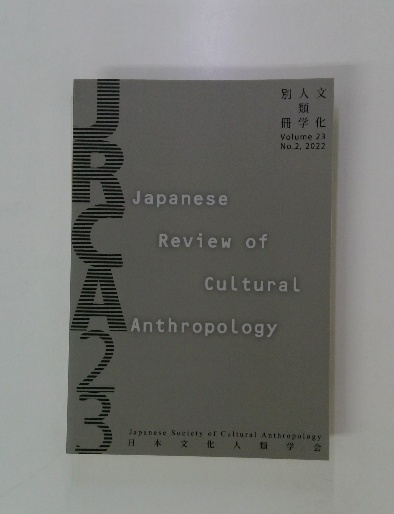 文化
人類学
別冊
Volume 23
No.2, 2022
JRCA23
Japanese
Review of
Cultural
Anthropology
Japanese Society of Cultural Anthropology
日本文化人類学会